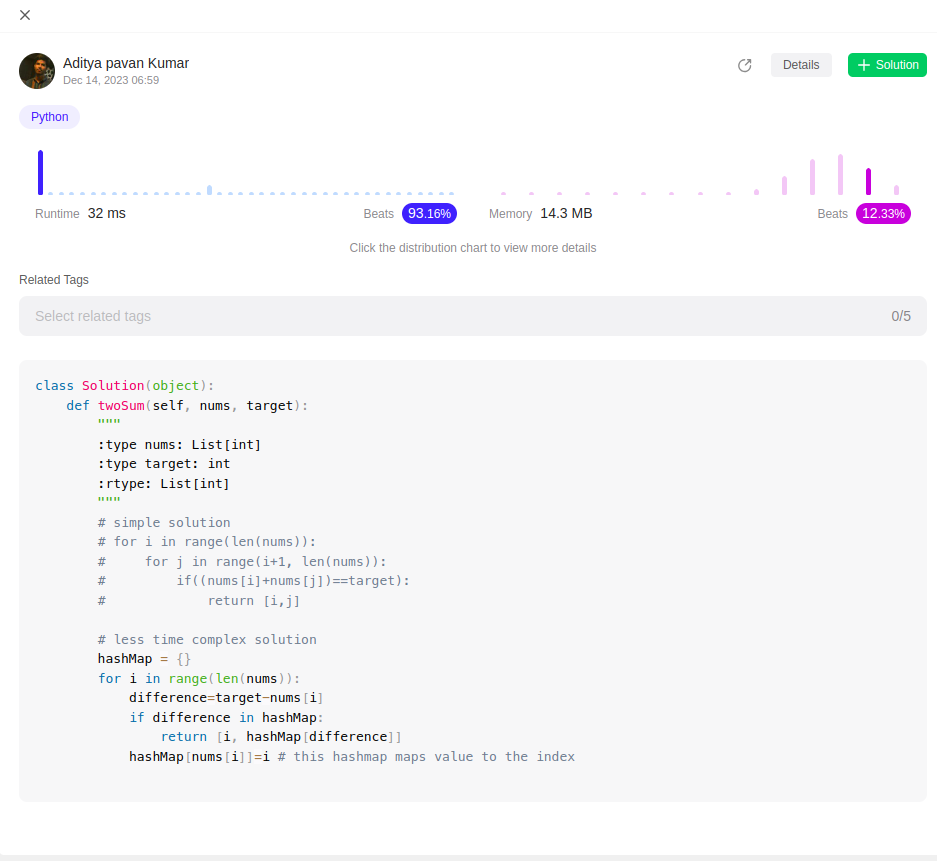 Aditya pavan Kumar
Dec 14, 2023 06:59
Details
Solution
Python
Runtime 32 ms Beats 93.16% Memory 14.3 MB Beats 12.33%
Click the distribution chart to view more details
Related Tags
Select related tags 0/5
class Solution(object):
    def twoSum(self, nums, target):
        """
        :type nums: List[int]
        :type target: int
        :rtype: List[int]
        """
        # simple solution
        # for i in range(len(nums)):
        #     for j in range(i+1, len(nums)):
        #         if((nums[i]+nums[j])==target):
        #             return [i,j]

        # less time complex solution
        hashMap = {}
        for i in range(len(nums)):
            difference=target-nums[i]
            if difference in hashMap:
                return [i, hashMap[difference]]
            hashMap[nums[i]]=i # this hashmap maps value to the index